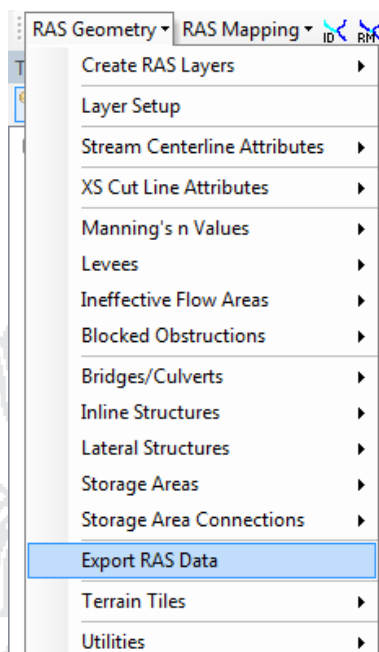 RAS Geometry RAS Mapping ID RM
T
Create RAS Layers
Layer Setup
Stream Centerline Attributes
XS Cut Line Attributes
Manning's n Values
Levees
Ineffective Flow Areas
Blocked Obstructions
Bridges/Culverts
Inline Structures
Lateral Structures
Storage Areas
Storage Area Connections
Export RAS Data
Terrain Tiles
Utilities